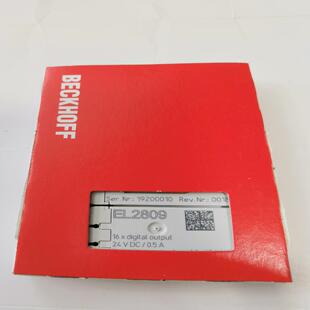 BECKHOFF
Ser.Nr: 19200010 Rev.Nr: 0018
EL2809
16 x digital output
24 V DC / 0.5 A